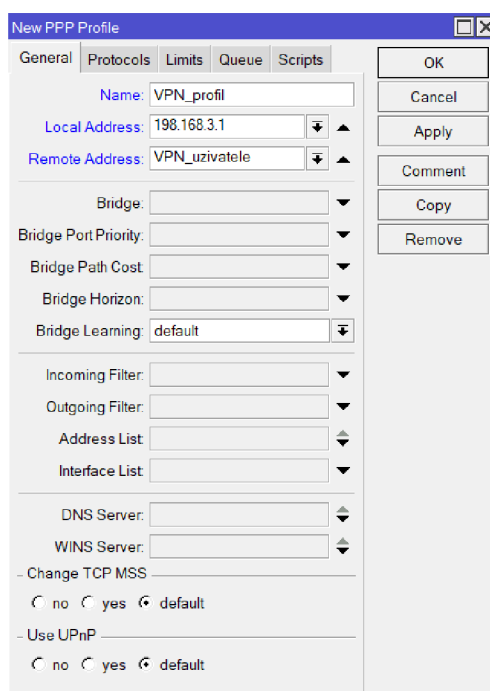 New PPP Profile
General Protocols Limits Queue Scripts
OK
Name: VPN_profil
Cancel
Local Address: 198.168.3.1
Apply
Remote Address: VPN_uzivatele
Comment
Bridge:
Copy
Bridge Port Priority:
Remove
Bridge Path Cost:
Bridge Horizon:
Bridge Learning: default
Incoming Filter:
Outgoing Filter:
Address List:
Interface List:
DNS Server:
WINS Server:
Change TCP MSS
no yes default
Use UPnP
no yes default